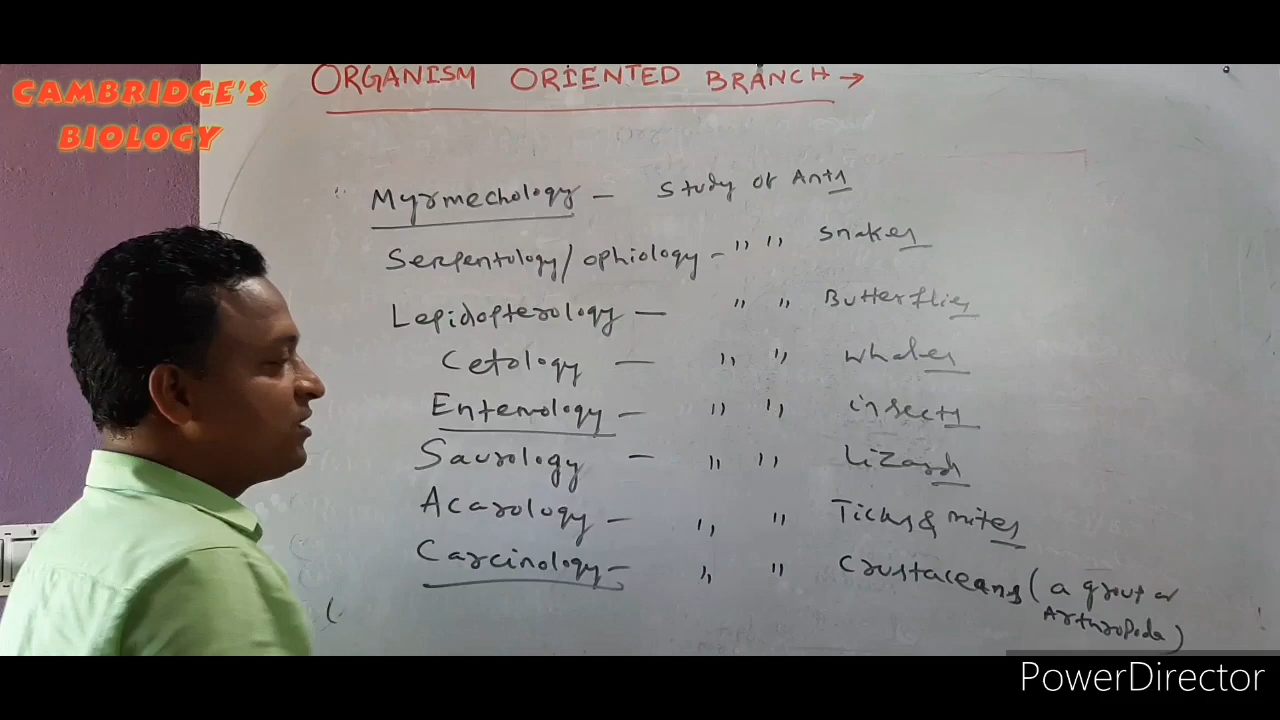 CAMBRIDGE'S
BIOLOGY
ORGANISM ORIENTED BRANCH →
Myrmechology – Study of Ants
Serpentology/ophiology – " " Snakes
Lepidopterology – " " Butterflies
Cetology – " " whales
Entemology – " " insects
Saurology – " " Lizards
Acarology – " " Ticks & mites
Carcinology – " " Crustaceans (a group of
Arthropoda)
PowerDirector